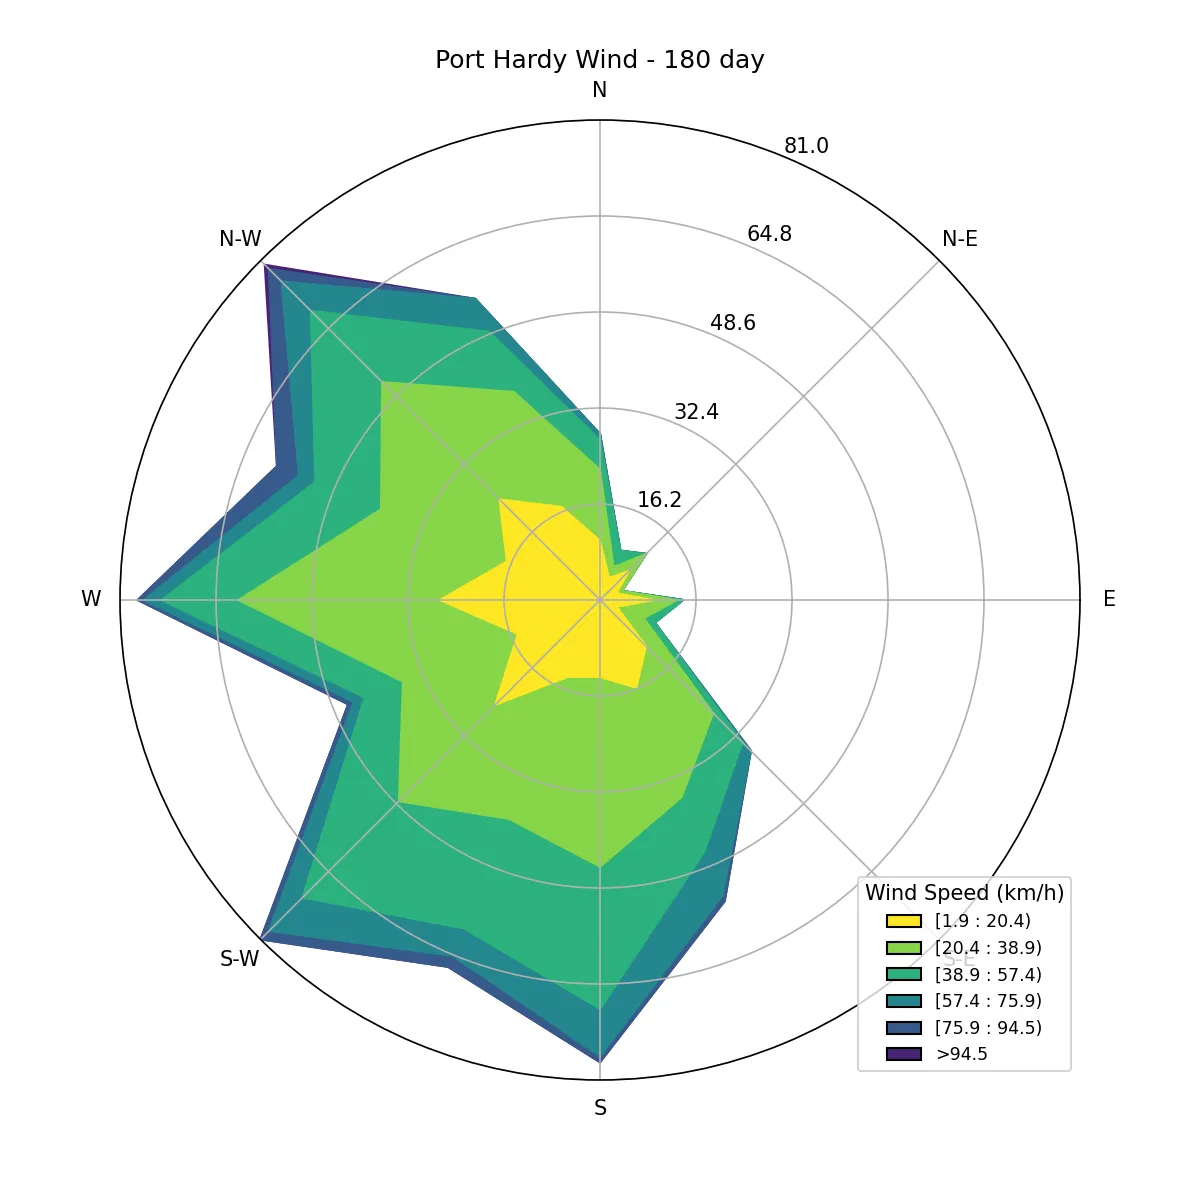 Port Hardy Wind - 180 day
N
81.0
64.8
N-W
N-E
48.6
32.4
16.2
W
E
Wind Speed (km/h)
[1.9 : 20.4)
[20.4 : 38.9)
[38.9 : 57.4)
[57.4 : 75.9)
[75.9 : 94.5)
>94.5
S-W
S-E
S